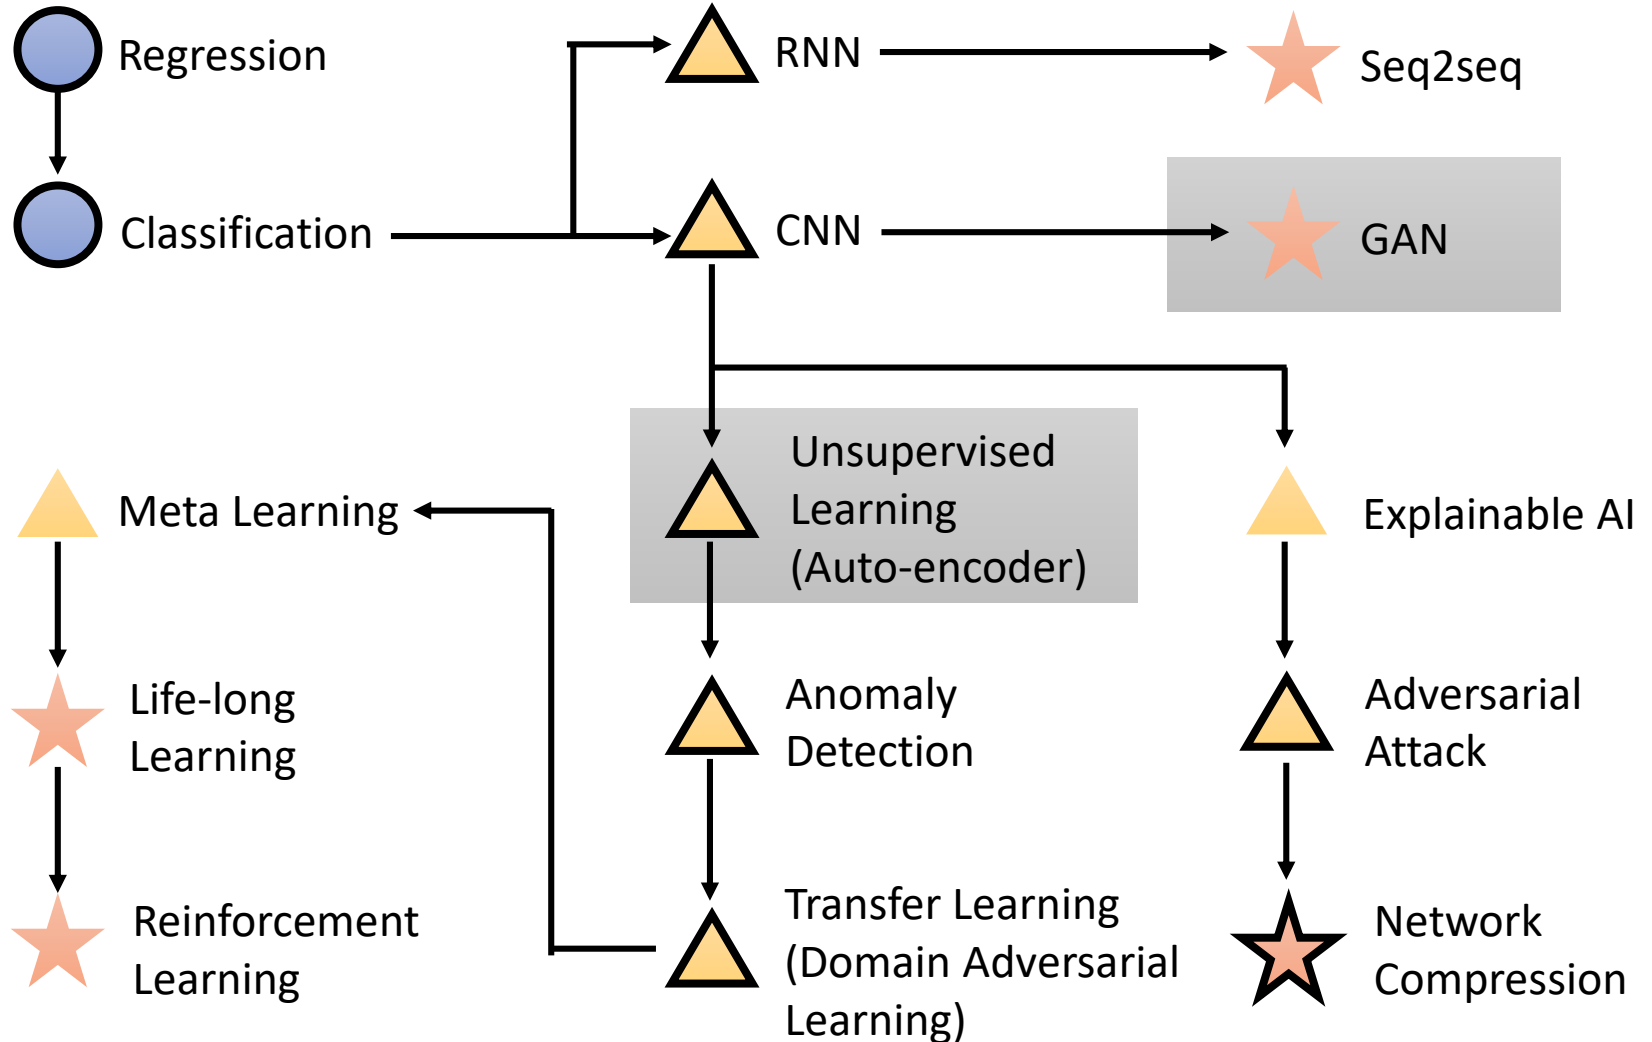 Regression
RNN
Seq2seq
Classification
CNN
GAN
Unsupervised
Learning
(Auto-encoder)
Meta Learning
Explainable AI
Life-long
Learning
Anomaly
Detection
Adversarial
Attack
Reinforcement
Learning
Transfer Learning
(Domain Adversarial
Learning)
Network
Compression